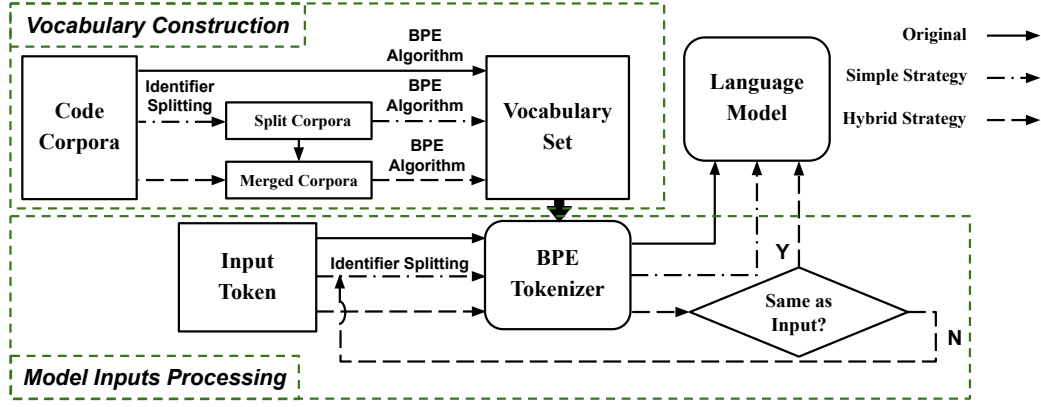 Vocabulary Construction
BPE
Algorithm
Code
Corpora
Identifier
Splitting
Split Corpora
BPE
Algorithm
Merged Corpora
BPE
Algorithm
Vocabulary
Set
Language
Model
Original
Simple Strategy
Hybrid Strategy
Input
Token
Identifier Splitting
BPE
Tokenizer
Y
Same as
Input?
N
Model Inputs Processing